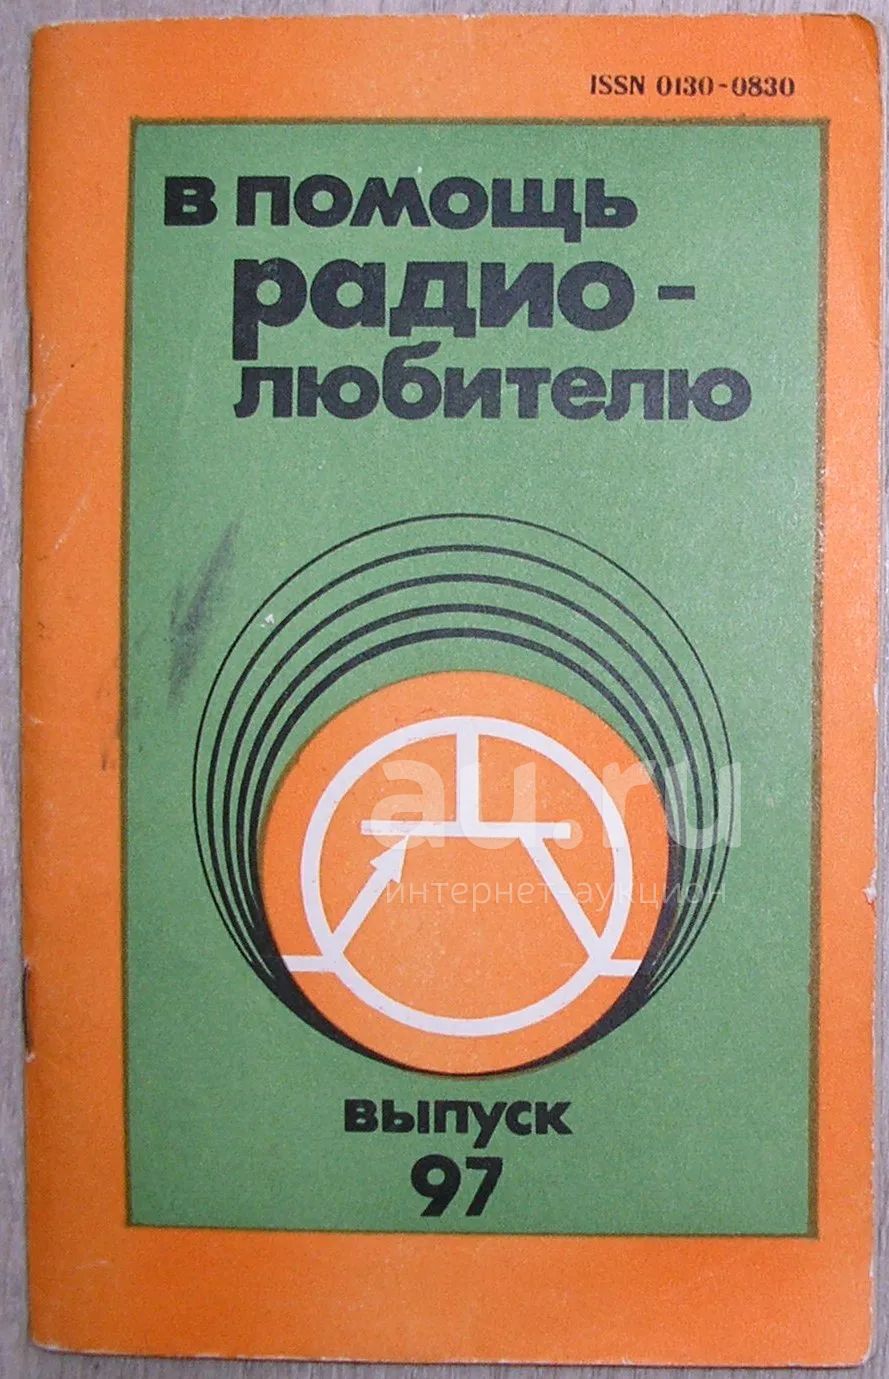 ISSN 0130-0830
в помощь
радио-
любителю
au.ru
интернет-аукцион
выпуск
97